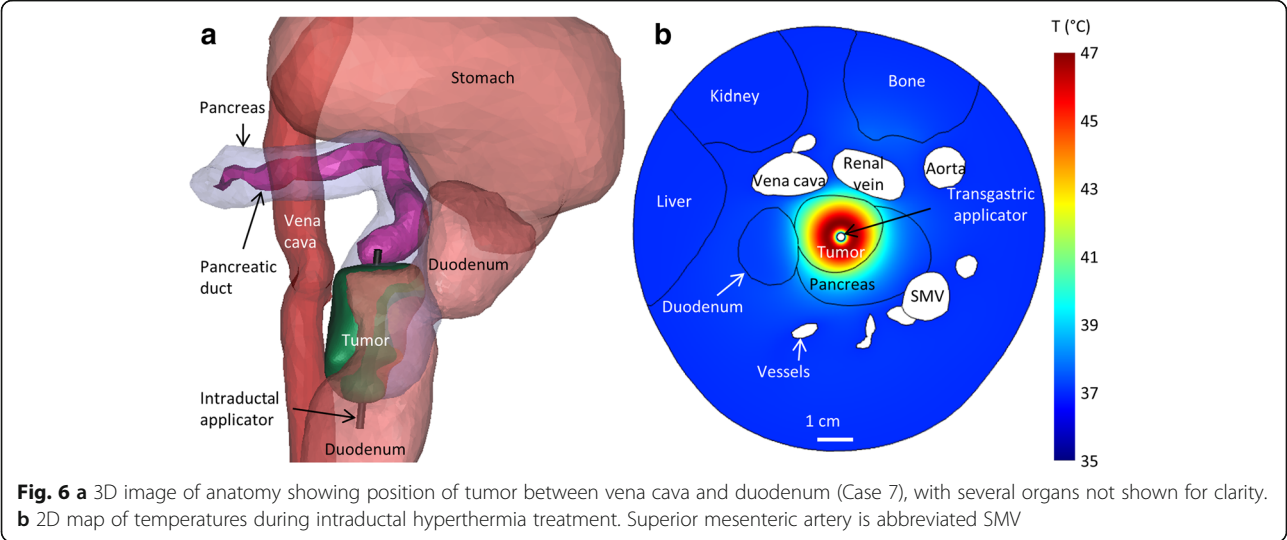 a
Stomach
Pancreas
Vena
cava
Pancreatic
duct
Duodenum
Tumor
Intraductal
applicator
Duodenum
b
T (°C)
Kidney
Bone
Vena cava
Renal
vein
Aorta
Liver
Transgastric
applicator
Tumor
Pancreas
Duodenum
SMV
Vessels
1 cm
47
45
43
41
39
37
35
Fig. 6 a 3D image of anatomy showing position of tumor between vena cava and duodenum (Case 7), with several organs not shown for clarity.
b 2D map of temperatures during intraductal hyperthermia treatment. Superior mesenteric artery is abbreviated SMV